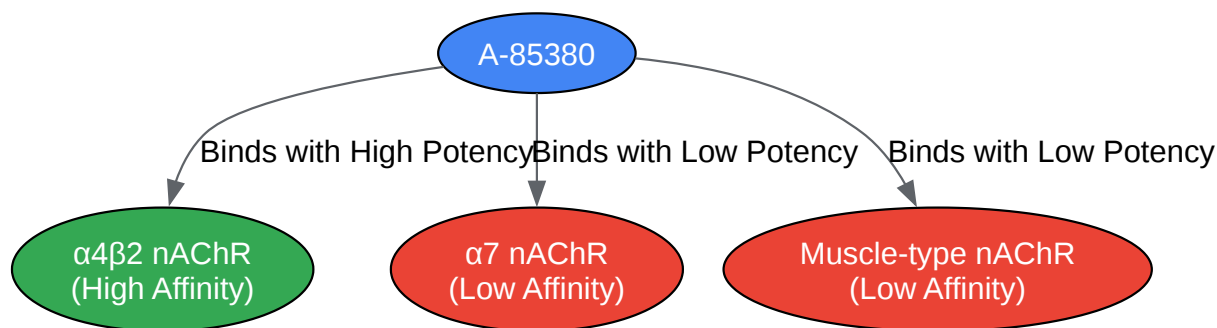 A-85380
Binds with High Potency
Binds with Low Potency
Binds with Low Potency
α4β2 nAChR
(High Affinity)
α7 nAChR
(Low Affinity)
Muscle-type nAChR
(Low Affinity)